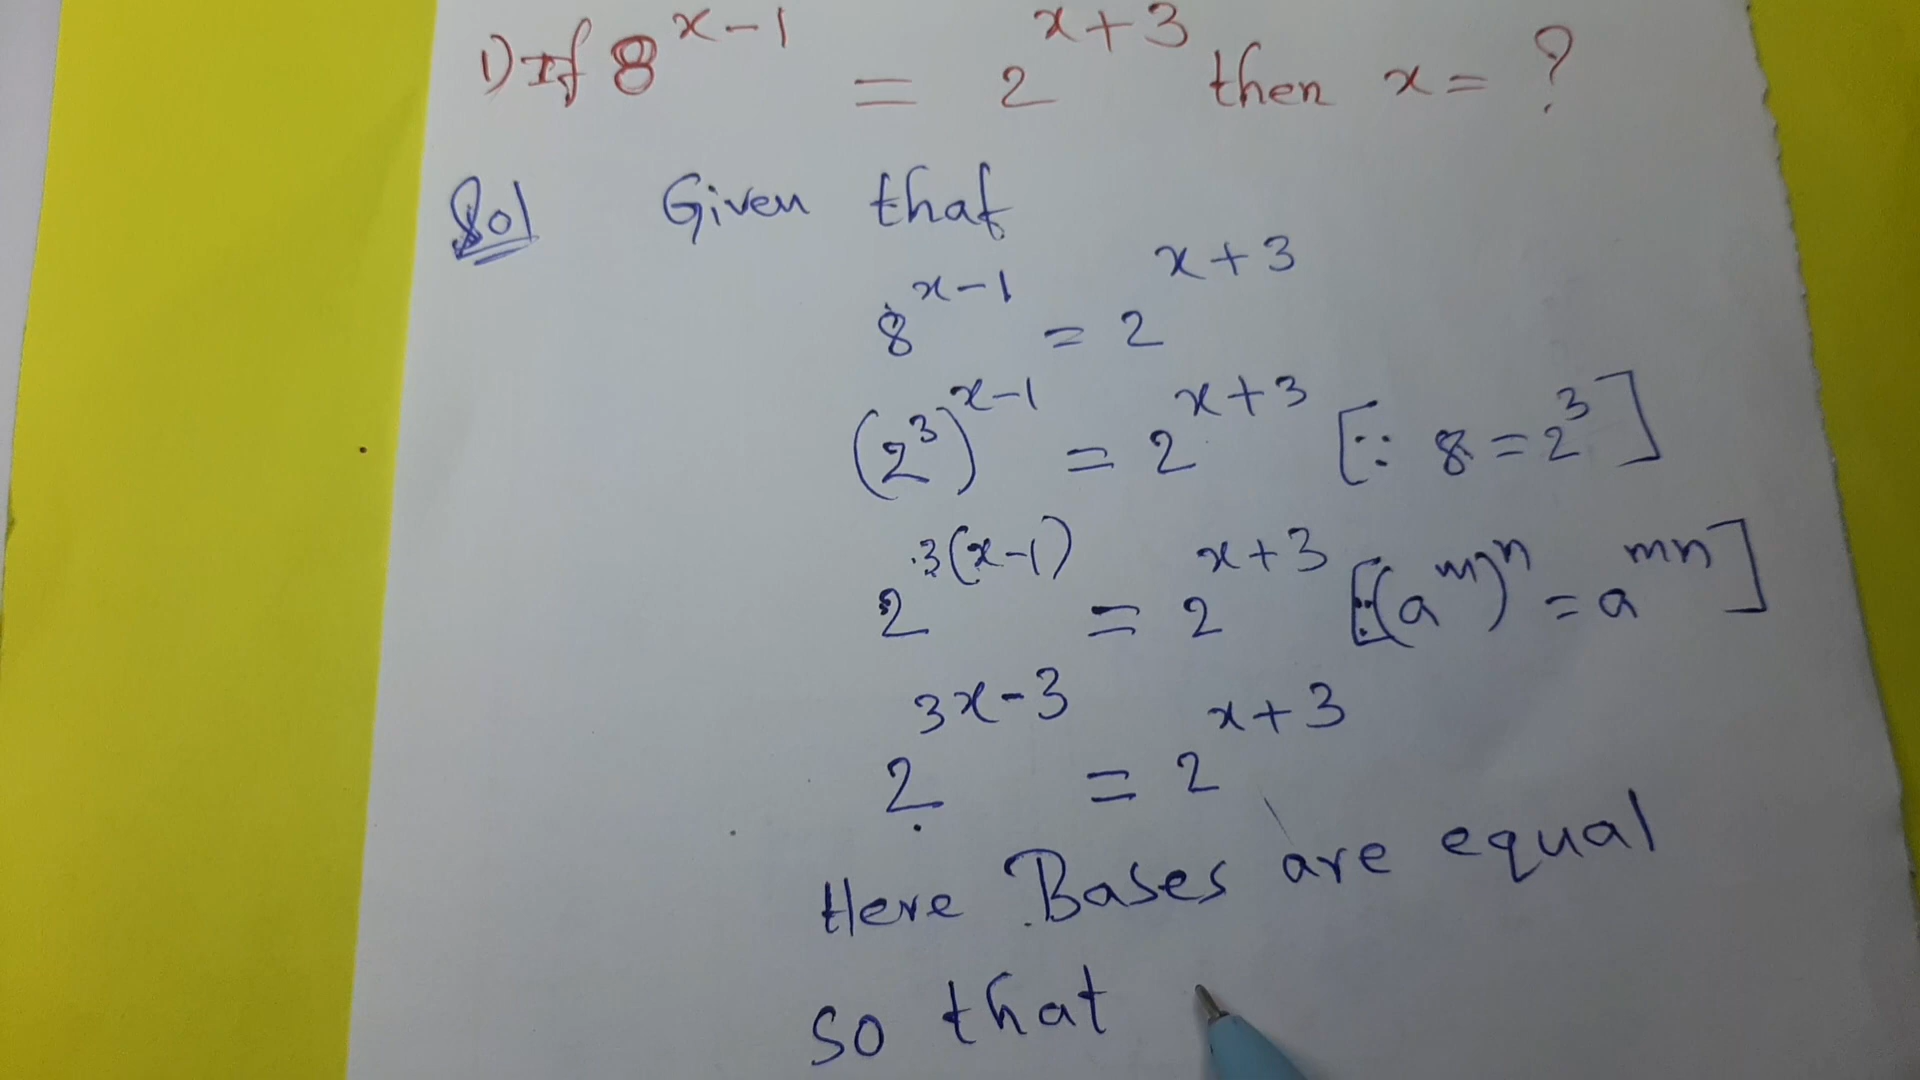 1) If 8^(x-1) = 2^(x+3) then x = ?
Sol Given that
8^(x-1) = 2^(x+3)
(2^3)^(x-1) = 2^(x+3) [∵ 8 = 2^3]
2^(3(x-1)) = 2^(x+3) [∵ (a^m)^n = a^(mn)]
2^(3x-3) = 2^(x+3)
Here Bases are equal
so that